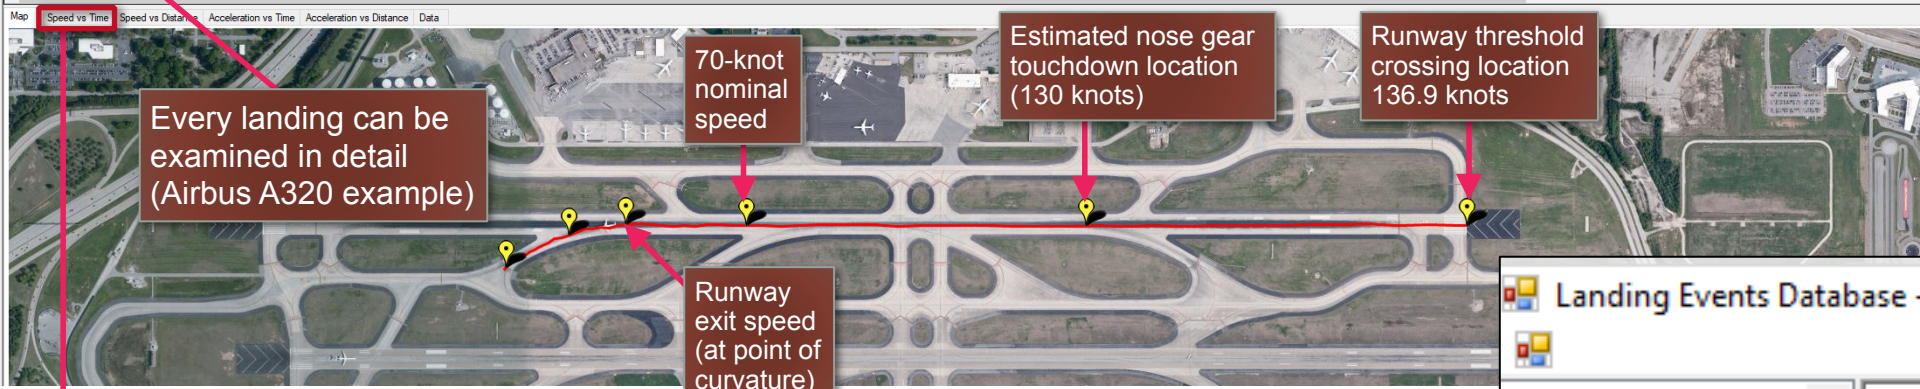 Map
Speed vs Time
Speed vs Distance
Acceleration vs Time
Acceleration vs Distance
Data
Every landing can be
examined in detail
(Airbus A320 example)
70-knot
nominal
speed
Estimated nose gear
touchdown location
(130 knots)
Runway threshold
crossing location
136.9 knots
Runway
exit speed
(at point of
curvature)
Landing Events Database -